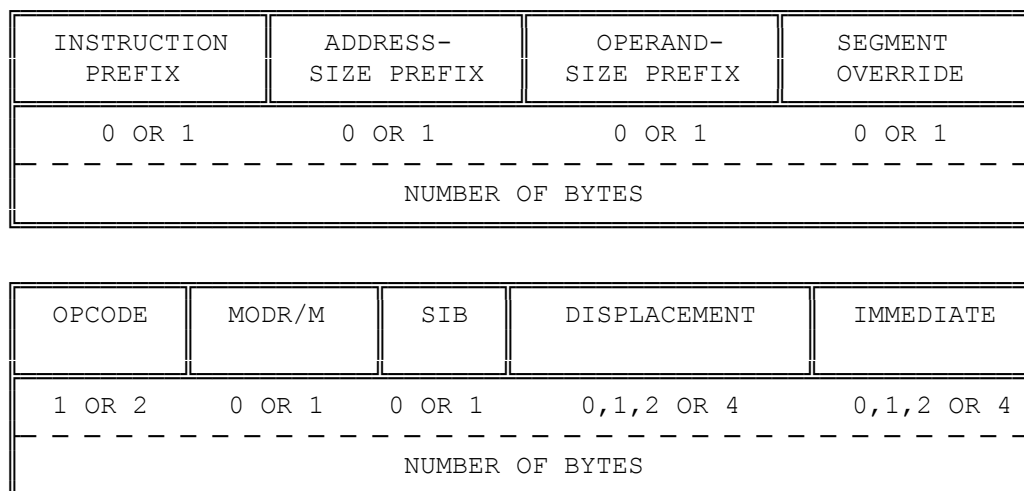 INSTRUCTION ADDRESS- OPERAND- SEGMENT
PREFIX SIZE PREFIX SIZE PREFIX OVERRIDE
0 OR 1 0 OR 1 0 OR 1 0 OR 1
NUMBER OF BYTES
OPCODE MODR/M SIB DISPLACEMENT IMMEDIATE
1 OR 2 0 OR 1 0 OR 1 0,1,2 OR 4 0,1,2 OR 4
NUMBER OF BYTES